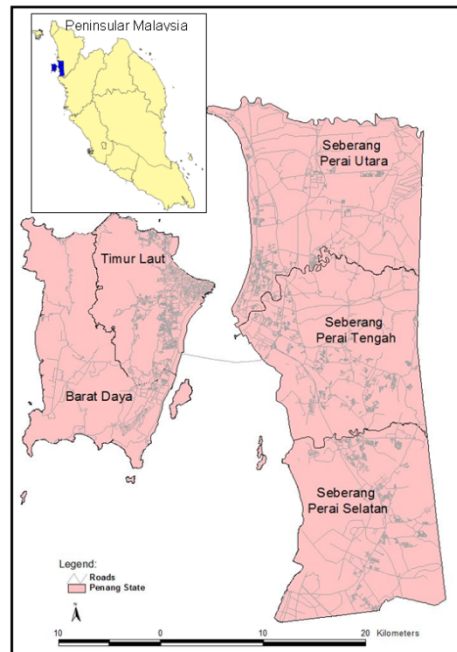 Peninsular Malaysia
Seberang
Perai Utara
Timur Laut
Seberang
Perai Tengah
Barat Daya
Seberang
Perai Selatan
Legend:
Roads
Penang State
N
10 0 10 20 Kilometers